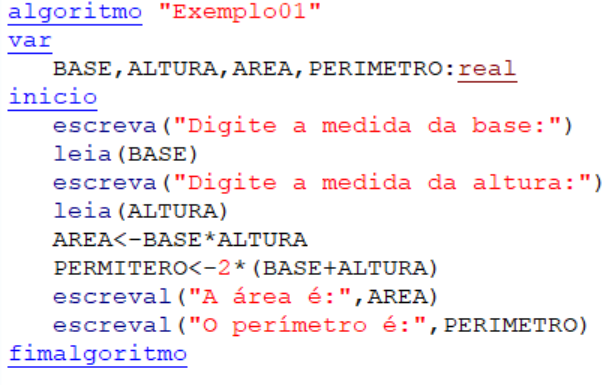 algoritmo "Exemplo01"
var
   BASE,ALTURA,AREA,PERIMETRO:real
inicio
   escreva("Digite a medida da base:")
   leia(BASE)
   escreva("Digite a medida da altura:")
   leia(ALTURA)
   AREA<-BASE*ALTURA
   PERMITERO<-2*(BASE+ALTURA)
   escreval("A área é:",AREA)
   escreval("O perímetro é:",PERIMETRO)
fimalgoritmo